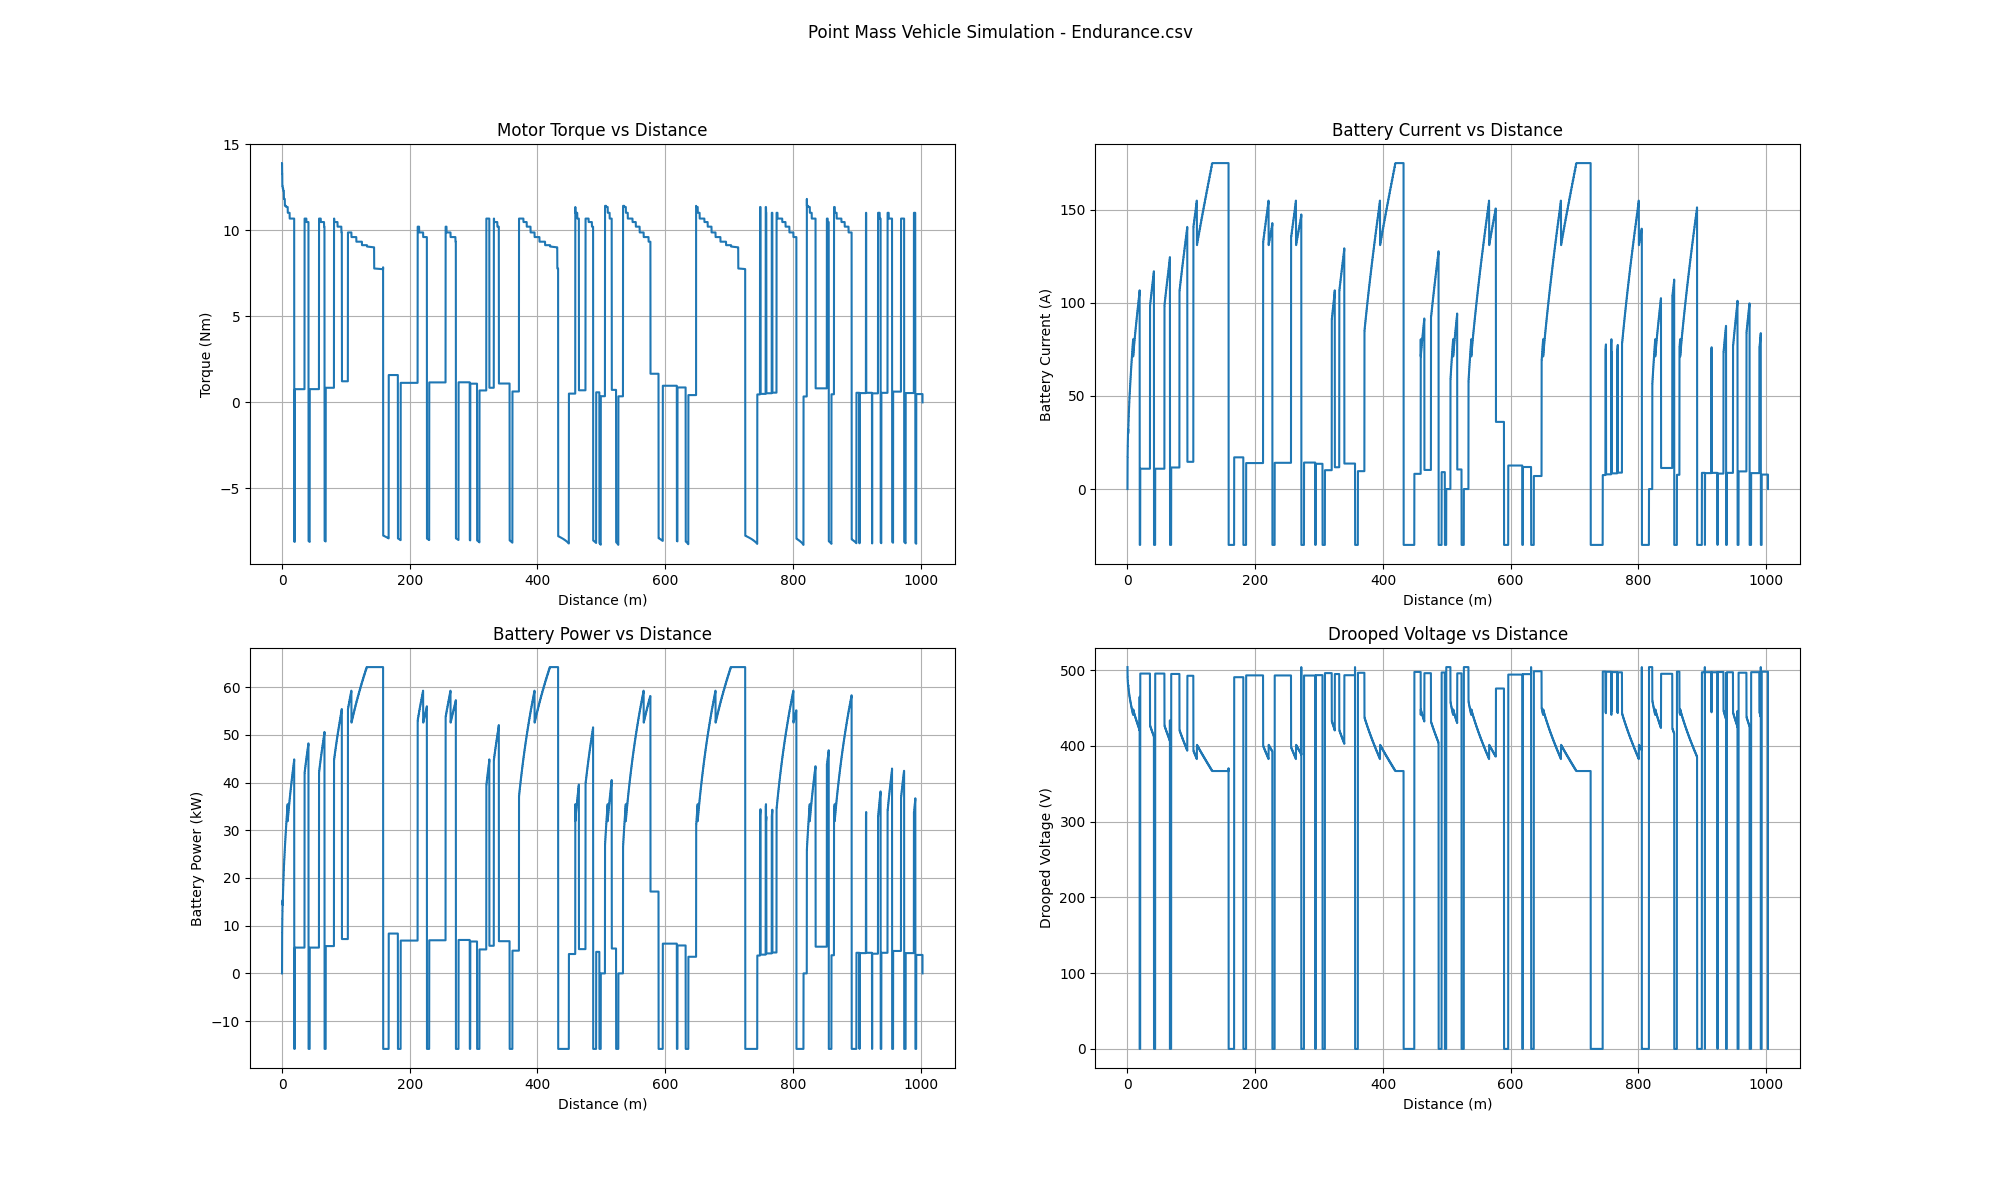 Point Mass Vehicle Simulation - Endurance.csv
Motor Torque vs Distance
15
10
5
0
−5
Torque (Nm)
0 200 400 600 800 1000
Distance (m)
Battery Current vs Distance
150
100
50
0
Battery Current (A)
0 200 400 600 800 1000
Distance (m)
Battery Power vs Distance
60
50
40
30
20
10
0
−10
Battery Power (kW)
0 200 400 600 800 1000
Distance (m)
Drooped Voltage vs Distance
500
400
300
200
100
0
Drooped Voltage (V)
0 200 400 600 800 1000
Distance (m)